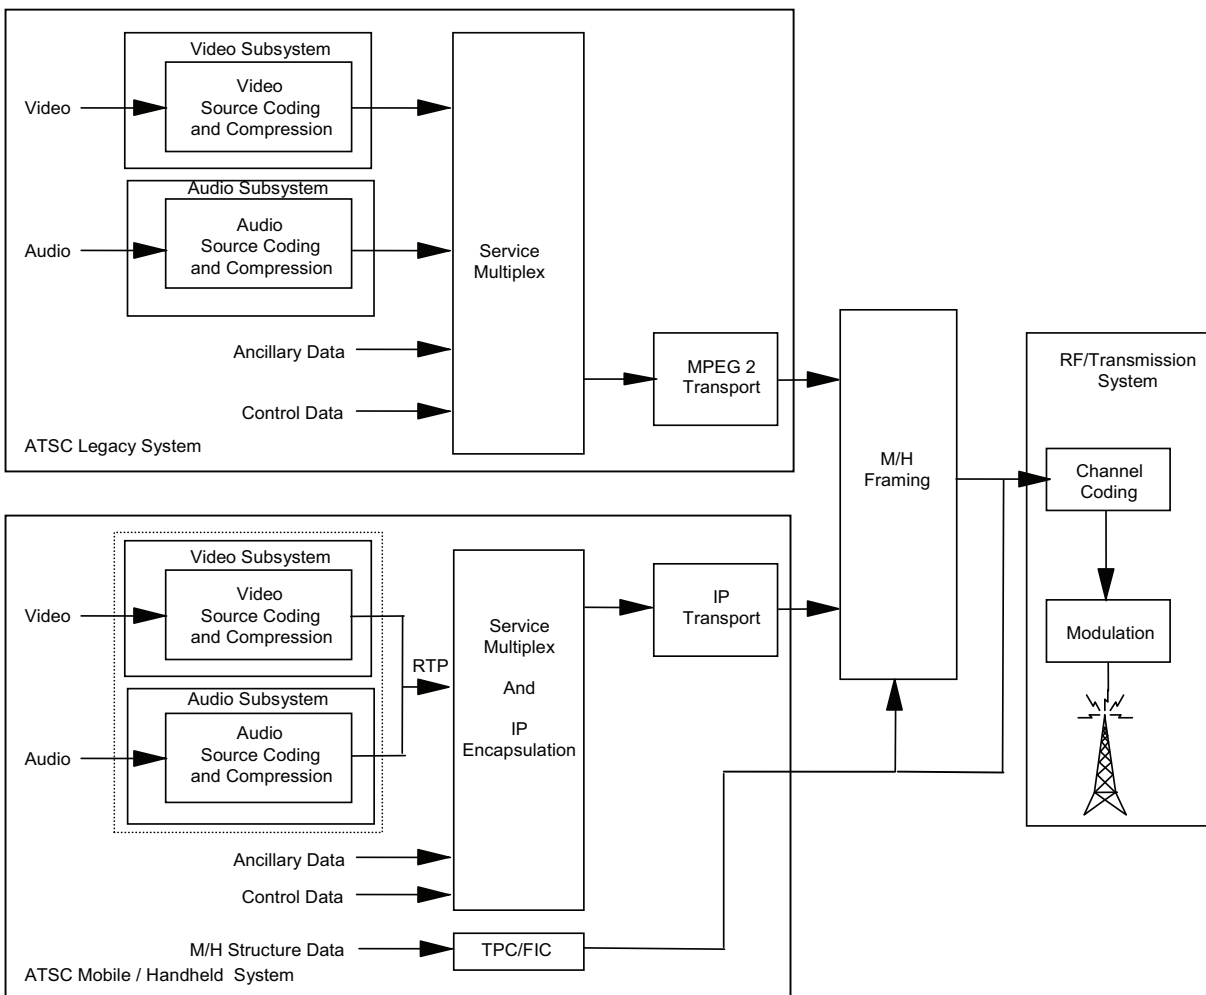 Video Subsystem
Video
Video
Source Coding
and Compression
Audio Subsystem
Audio
Audio
Source Coding
and Compression
Service
Multiplex
Ancillary Data
Control Data
MPEG 2
Transport
ATSC Legacy System
M/H
Framing
RF/Transmission
System
Channel
Coding
Modulation
Video Subsystem
Video
Video
Source Coding
and Compression
RTP
Audio Subsystem
Audio
Audio
Source Coding
and Compression
Service
Multiplex
And
IP
Encapsulation
IP
Transport
Ancillary Data
Control Data
M/H Structure Data
TPC/FIC
ATSC Mobile / Handheld System